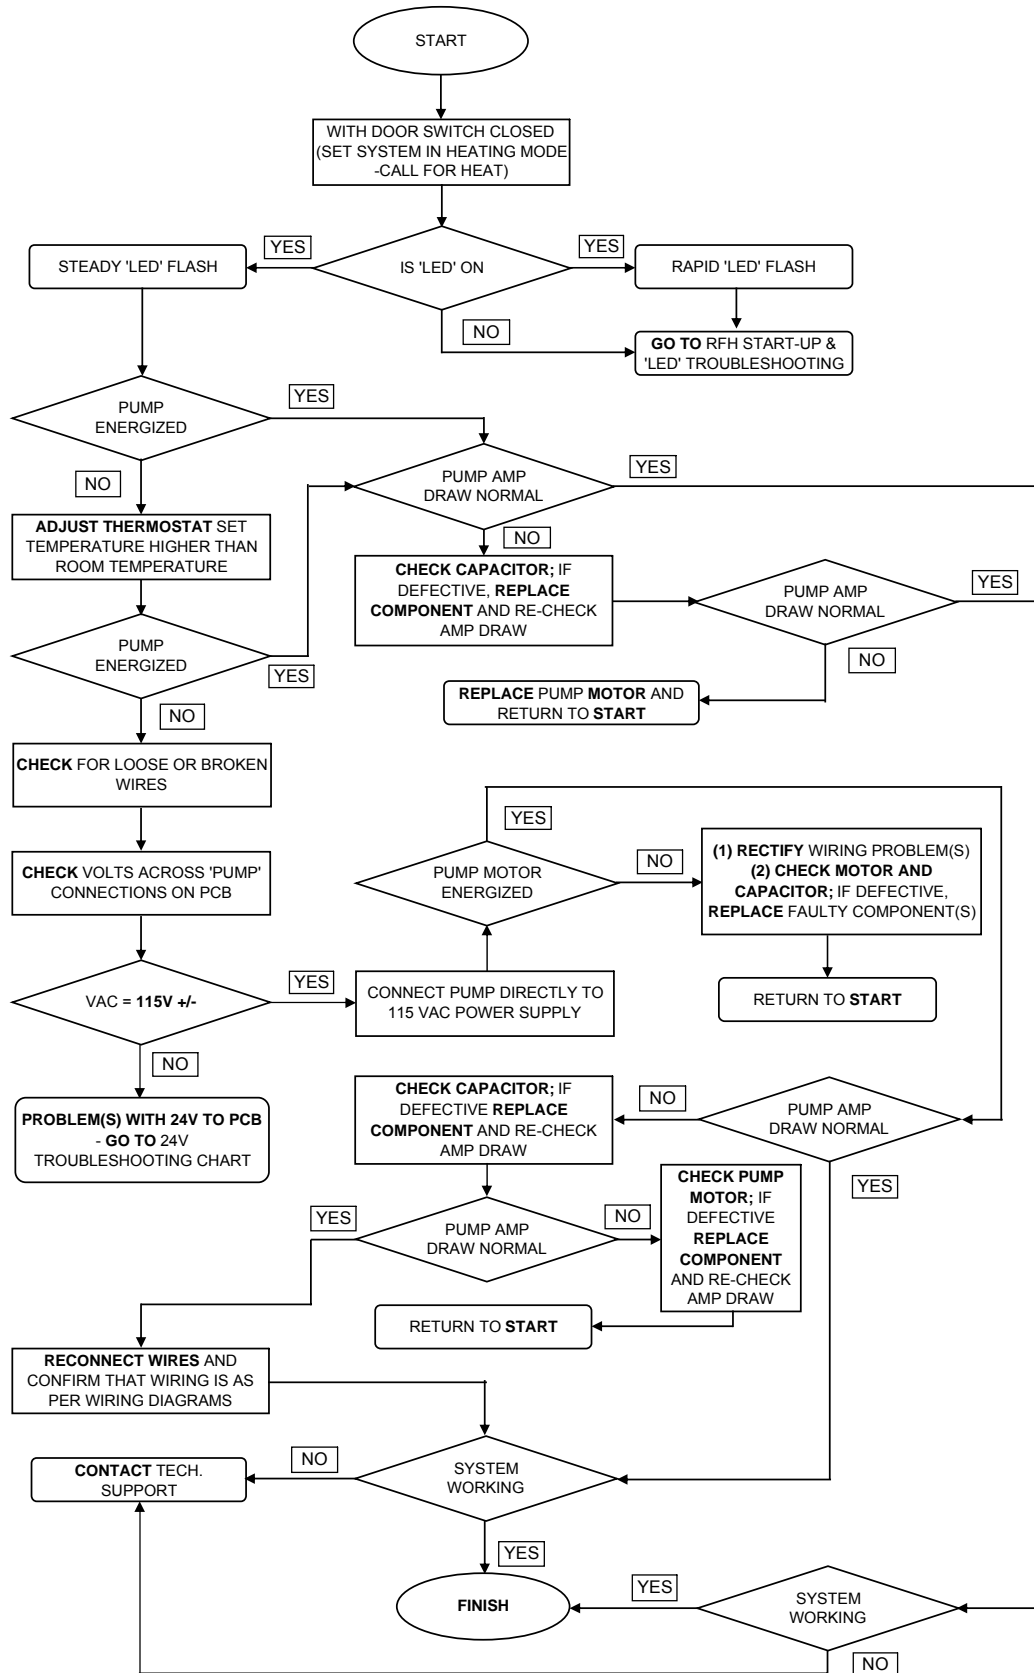 START
WITH DOOR SWITCH CLOSED
(SET SYSTEM IN HEATING MODE
-CALL FOR HEAT)
YES
YES
STEADY 'LED' FLASH
IS 'LED' ON
RAPID 'LED' FLASH
NO
GO TO RFH START-UP &
'LED' TROUBLESHOOTING
PUMP
ENERGIZED
YES
NO
PUMP AMP
DRAW NORMAL
YES
ADJUST THERMOSTAT SET
TEMPERATURE HIGHER THAN
ROOM TEMPERATURE
NO
CHECK CAPACITOR; IF
DEFECTIVE, REPLACE
COMPONENT AND RE-CHECK
AMP DRAW
PUMP AMP
DRAW NORMAL
YES
PUMP
ENERGIZED
YES
NO
NO
REPLACE PUMP MOTOR AND
RETURN TO START
CHECK FOR LOOSE OR BROKEN
WIRES
YES
CHECK VOLTS ACROSS 'PUMP'
CONNECTIONS ON PCB
PUMP MOTOR
ENERGIZED
NO
(1) RECTIFY WIRING PROBLEM(S)
(2) CHECK MOTOR AND
CAPACITOR; IF DEFECTIVE,
REPLACE FAULTY COMPONENT(S)
VAC = 115V +/-
YES
CONNECT PUMP DIRECTLY TO
115 VAC POWER SUPPLY
RETURN TO START
NO
PROBLEM(S) WITH 24V TO PCB
- GO TO 24V
TROUBLESHOOTING CHART
CHECK CAPACITOR; IF
DEFECTIVE REPLACE
COMPONENT AND RE-CHECK
AMP DRAW
NO
PUMP AMP
DRAW NORMAL
YES
YES
PUMP AMP
DRAW NORMAL
NO
CHECK PUMP
MOTOR; IF
DEFECTIVE
REPLACE
COMPONENT
AND RE-CHECK
AMP DRAW
RETURN TO START
RECONNECT WIRES AND
CONFIRM THAT WIRING IS AS
PER WIRING DIAGRAMS
NO
CONTACT TECH.
SUPPORT
SYSTEM
WORKING
YES
FINISH
YES
SYSTEM
WORKING
NO